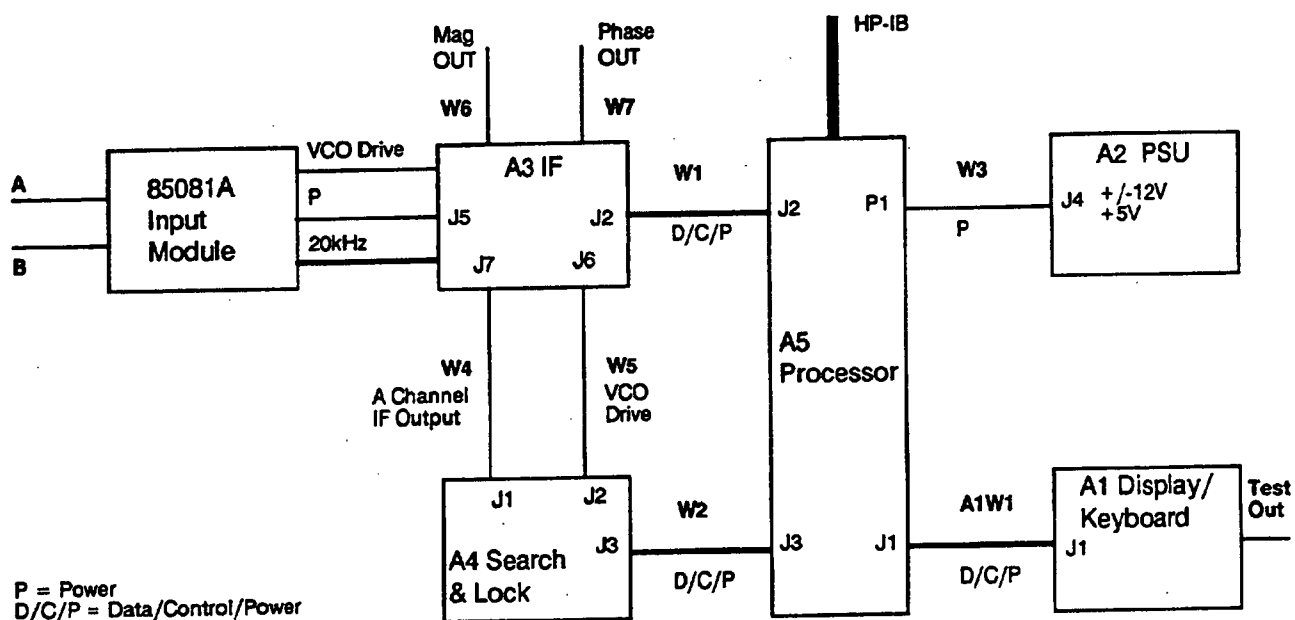 Mag
OUT
Phase
OUT
HP-IB
W6
W7
VCO Drive
P
20kHz
A
B
85081A
Input
Module
A3 IF
J5
J2
J7
J6
W1
D/C/P
J2
P1
W3
P
A2 PSU
J4
+/-12V
+5V
W4
A Channel
IF Output
W5
VCO
Drive
A5
Processor
J1
J2
J3
A4 Search
& Lock
W2
D/C/P
J3
J1
A1W1
D/C/P
A1 Display/
Keyboard
J1
Test
Out
P = Power
D/C/P = Data/Control/Power